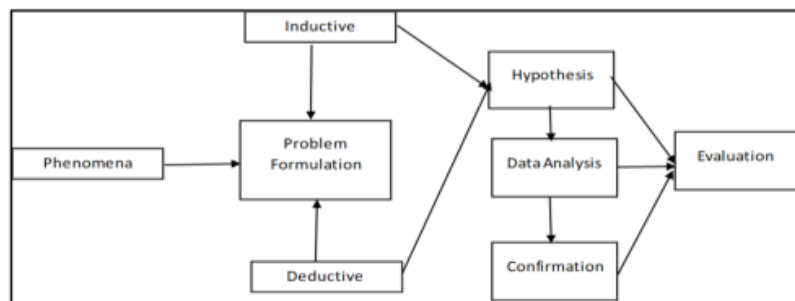 Inductive
Hypothesis
Problem
Formulation
Phenomena
Data Analysis
Evaluation
Deductive
Confirmation